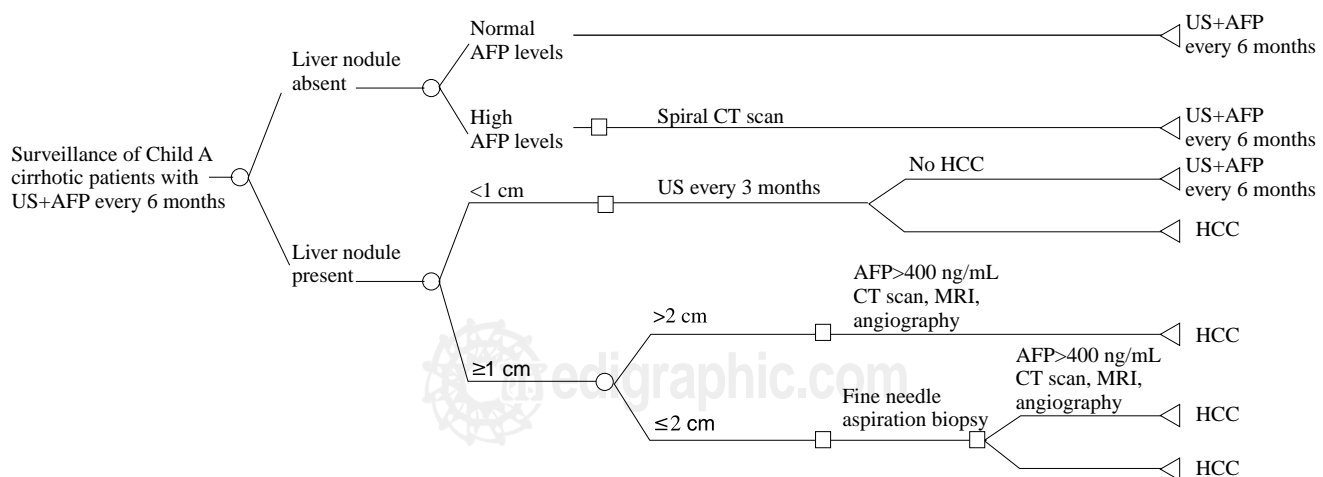 Surveillance of Child A
cirrhotic patients with
US+AFP every 6 months
Liver nodule
absent
Normal
AFP levels
US+AFP
every 6 months
High
AFP levels
Spiral CT scan
US+AFP
every 6 months
Liver nodule
present
<1 cm
US every 3 months
No HCC
US+AFP
every 6 months
HCC
≥1 cm
>2 cm
AFP>400 ng/mL
CT scan, MRI,
angiography
HCC
≤2 cm
Fine needle
aspiration biopsy
AFP>400 ng/mL
CT scan, MRI,
angiography
HCC
HCC
edigraphic.com